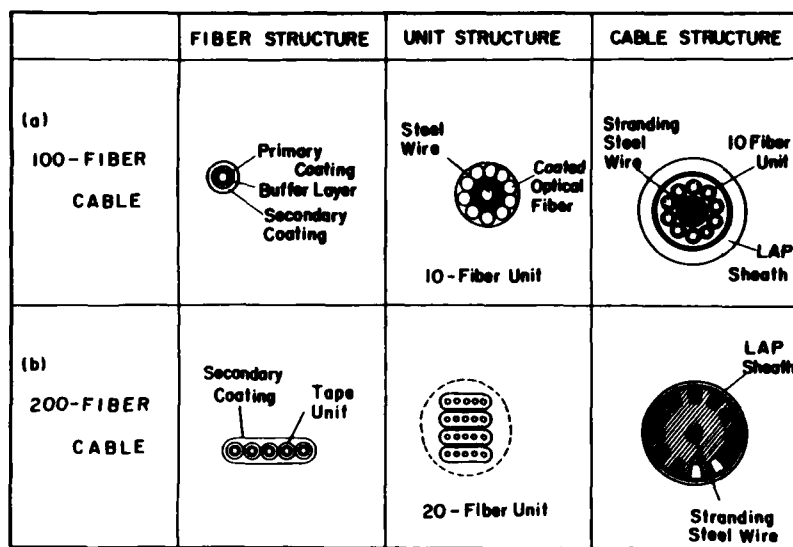 FIBER STRUCTURE
UNIT STRUCTURE
CABLE STRUCTURE
(a)
100-FIBER
CABLE
Primary
Coating
Buffer Layer
Secondary
Coating
Steel
Wire
Coated
Optical
Fiber
10-Fiber Unit
Stranding
Steel
Wire
10 Fiber
Unit
LAP
Sheath
(b)
200-FIBER
CABLE
Secondary
Coating
Tape
Unit
20-Fiber Unit
LAP
Sheath
Stranding
Steel Wire